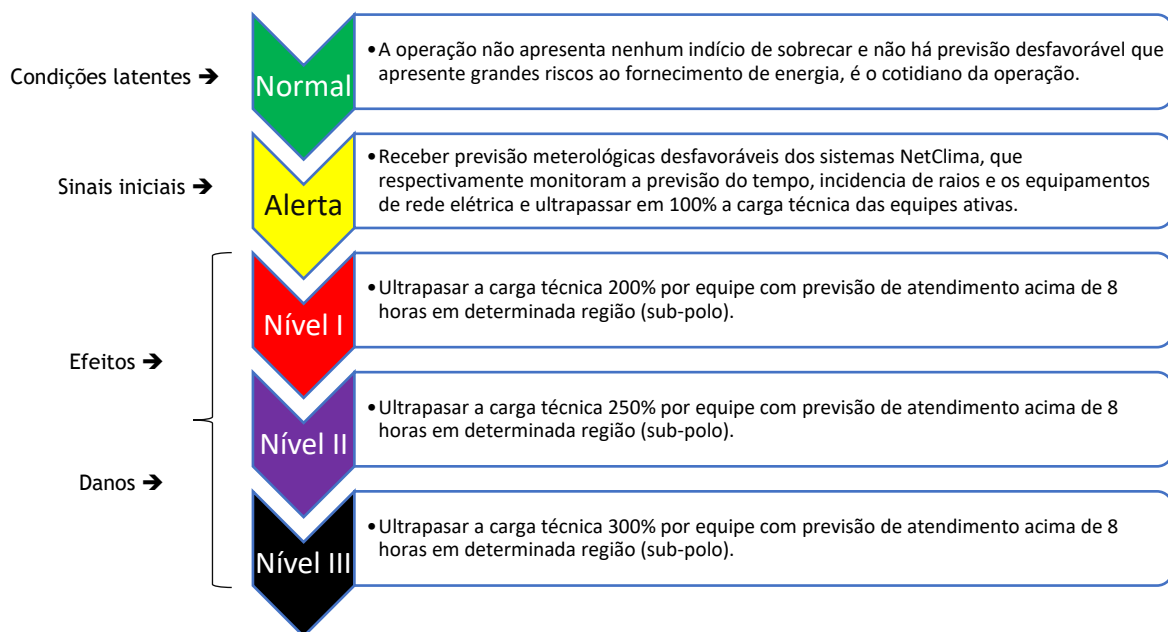 Condições latentes ➔
Normal
•A operação não apresenta nenhum indício de sobrecar e não há previsão desfavorável que
apresente grandes riscos ao fornecimento de energia, é o cotidiano da operação.
Sinais iniciais ➔
Alerta
•Receber previsão meterológicas desfavoráveis dos sistemas NetClima, que
respectivamente monitoram a previsão do tempo, incidencia de raios e os equipamentos
de rede elétrica e ultrapassar em 100% a carga técnica das equipes ativas.
Nível I
•Ultrapasar a carga técnica 200% por equipe com previsão de atendimento acima de 8
horas em determinada região (sub-polo).
Efeitos ➔
Nível II
•Ultrapasar a carga técnica 250% por equipe com previsão de atendimento acima de 8
horas em determinada região (sub-polo).
Danos ➔
Nível III
•Ultrapasar a carga técnica 300% por equipe com previsão de atendimento acima de 8
horas em determinada região (sub-polo).